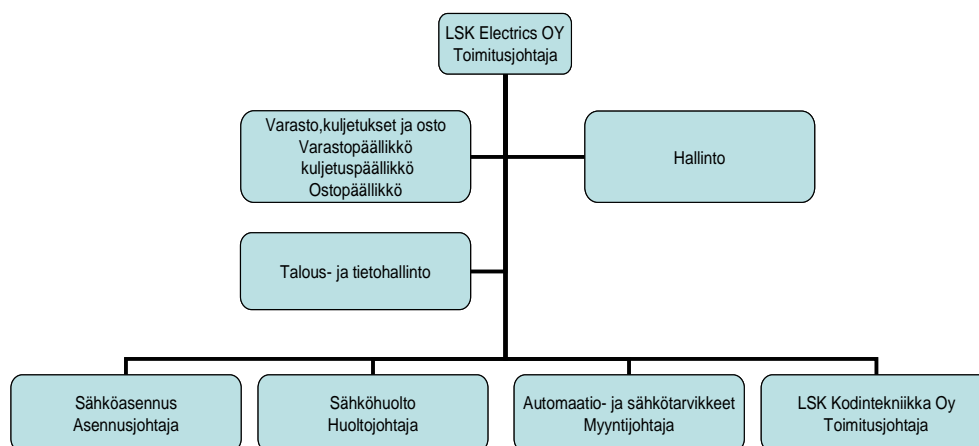 LSK Electrics OY
Toimitusjohtaja
Varasto,kuljetukset ja osto
Varastopäällikkö
kuljetuspäällikkö
Ostopäällikkö
Hallinto
Talous- ja tietohallinto
Sähköasennus
Asennusjohtaja
Sähköhuolto
Huoltojohtaja
Automaatio- ja sähkötarvikkeet
Myyntijohtaja
LSK Kodintekniikka Oy
Toimitusjohtaja